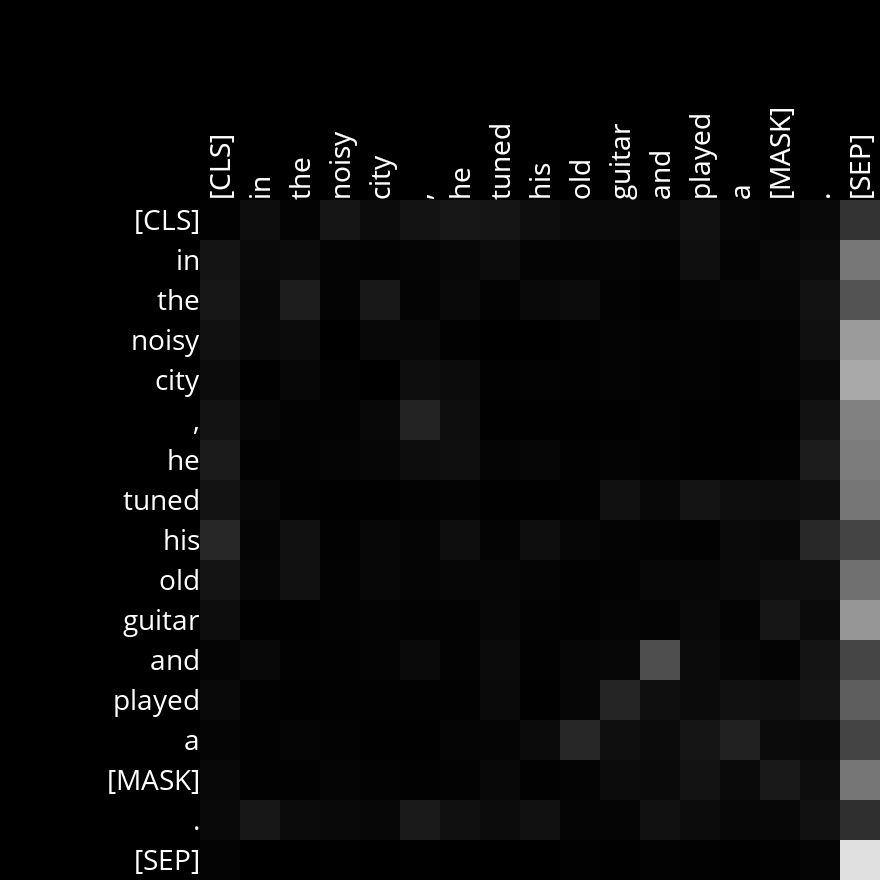 [CLS] in the noisy city , he tuned his old guitar and played a [MASK] . [SEP]
[CLS]
in
the
noisy
city
,
he
tuned
his
old
guitar
and
played
a
[MASK]
.
[SEP]